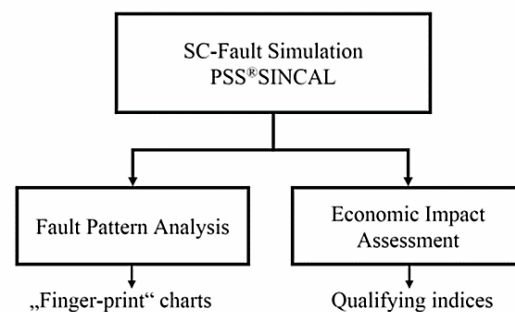 SC-Fault Simulation
PSS®SINCAL
Fault Pattern Analysis
Economic Impact
Assessment
„Finger-print“ charts
Qualifying indices